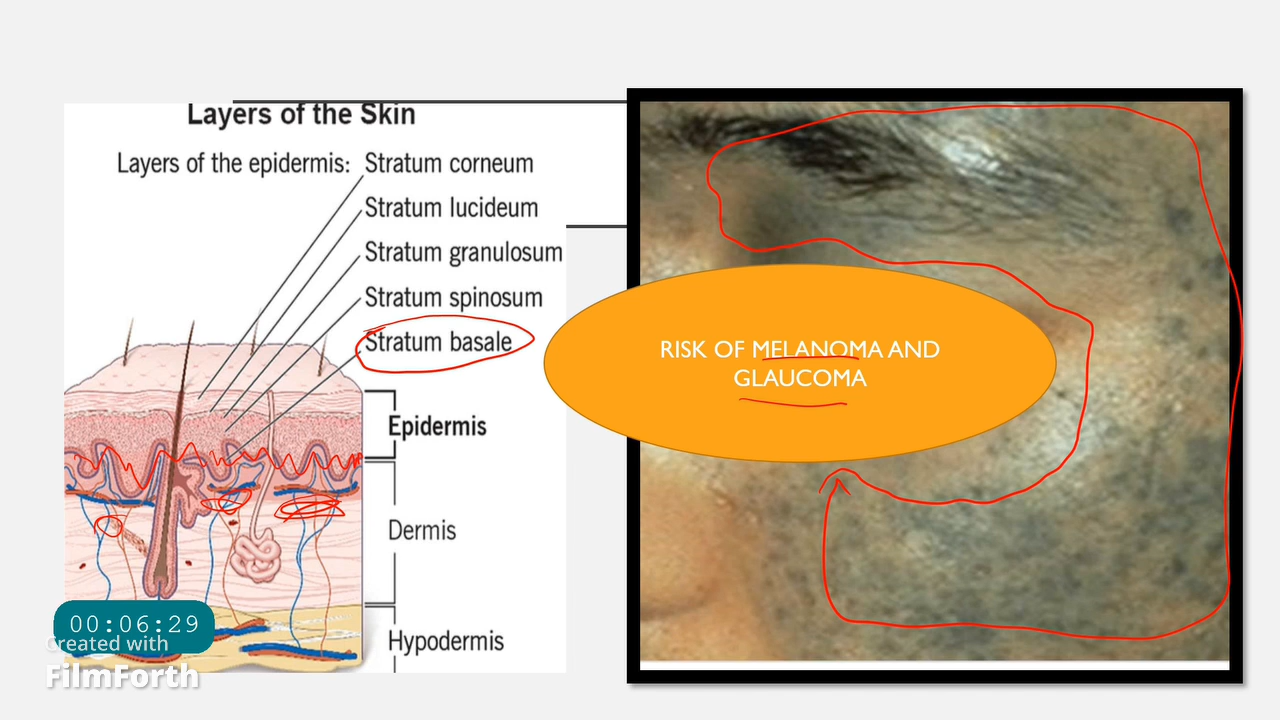 Layers of the Skin
Layers of the epidermis: Stratum corneum
Stratum lucideum
Stratum granulosum
Stratum spinosum
Stratum basale
Epidermis
Dermis
Hypodermis
RISK OF MELANOMA AND
GLAUCOMA
00:06:29
Created with
FilmForth